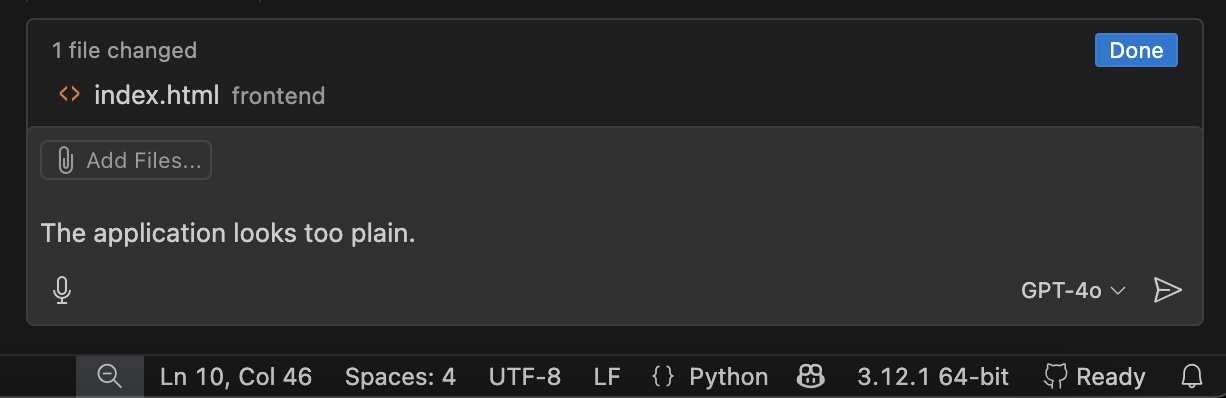 1 file changed
Done
index.html frontend
Add Files...
The application looks too plain.
GPT-4o
Ln 10, Col 46 Spaces: 4 UTF-8 LF {} Python 3.12.1 64-bit Ready